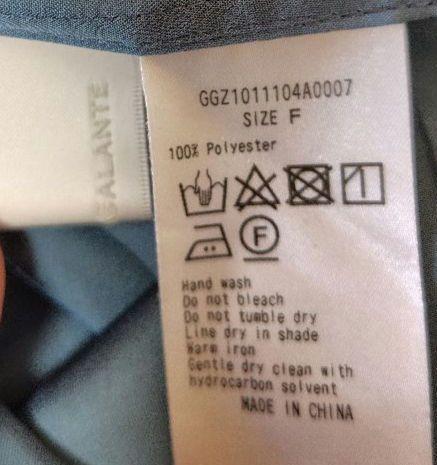 GALANTE
GGZ1011104A0007
SIZE F
100% Polyester
F
Hand wash
Do not bleach
Do not tumble dry
Line dry in shade
Warm iron
Gentle dry clean with
hydrocarbon solvent
MADE IN CHINA